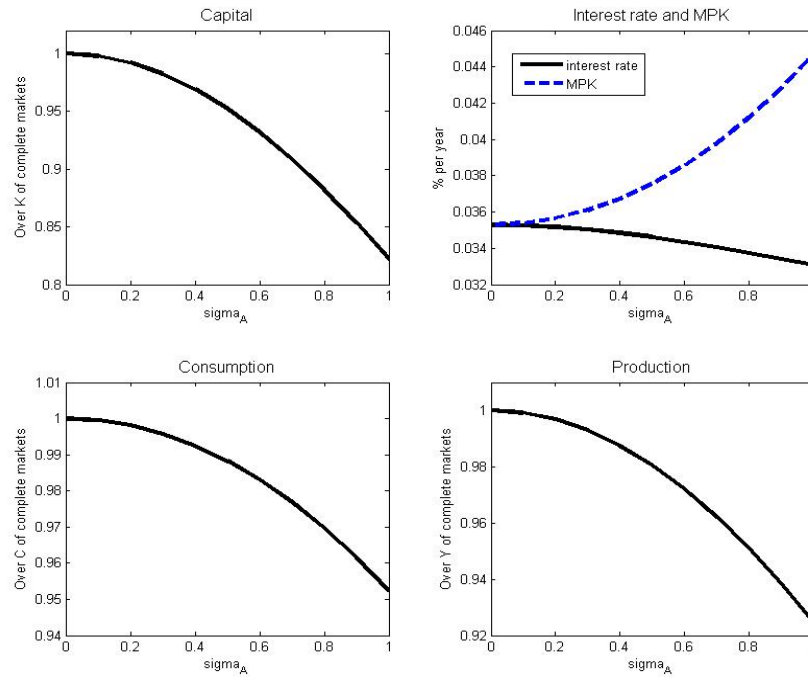 Capital
Over K of complete markets
1
0.95
0.9
0.85
0.8
0 0.2 0.4 0.6 0.8 1
sigma_A
Interest rate and MPK
% per year
0.046
0.044
0.042
0.04
0.038
0.036
0.034
0.032
interest rate
MPK
0 0.2 0.4 0.6 0.8
sigma_A
Consumption
Over C of complete markets
1.01
1
0.99
0.98
0.97
0.96
0.95
0.94
0 0.2 0.4 0.6 0.8 1
sigma_A
Production
Over Y of complete markets
1
0.98
0.96
0.94
0.92
0 0.2 0.4 0.6 0.8
sigma_A